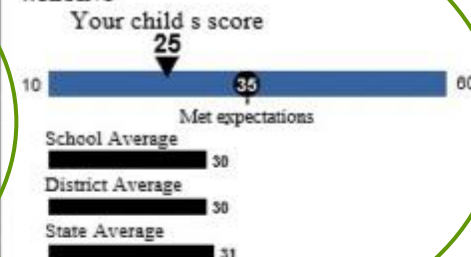 Your child s score
25
10 35 60
Met expectations
School Average
30
District Average
30
State Average
31